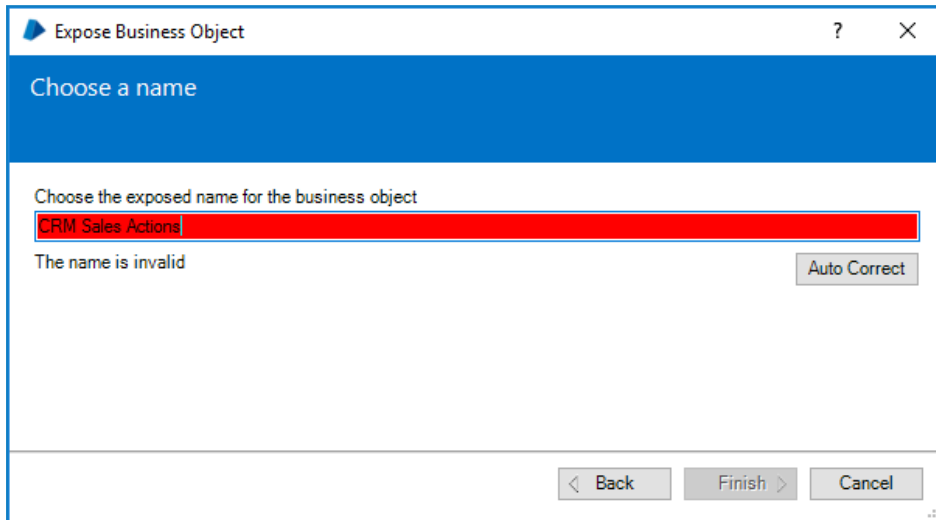 Expose Business Object
Choose a name
Choose the exposed name for the business object
CRM Sales Actions
The name is invalid
Auto Correct
Back
Finish
Cancel